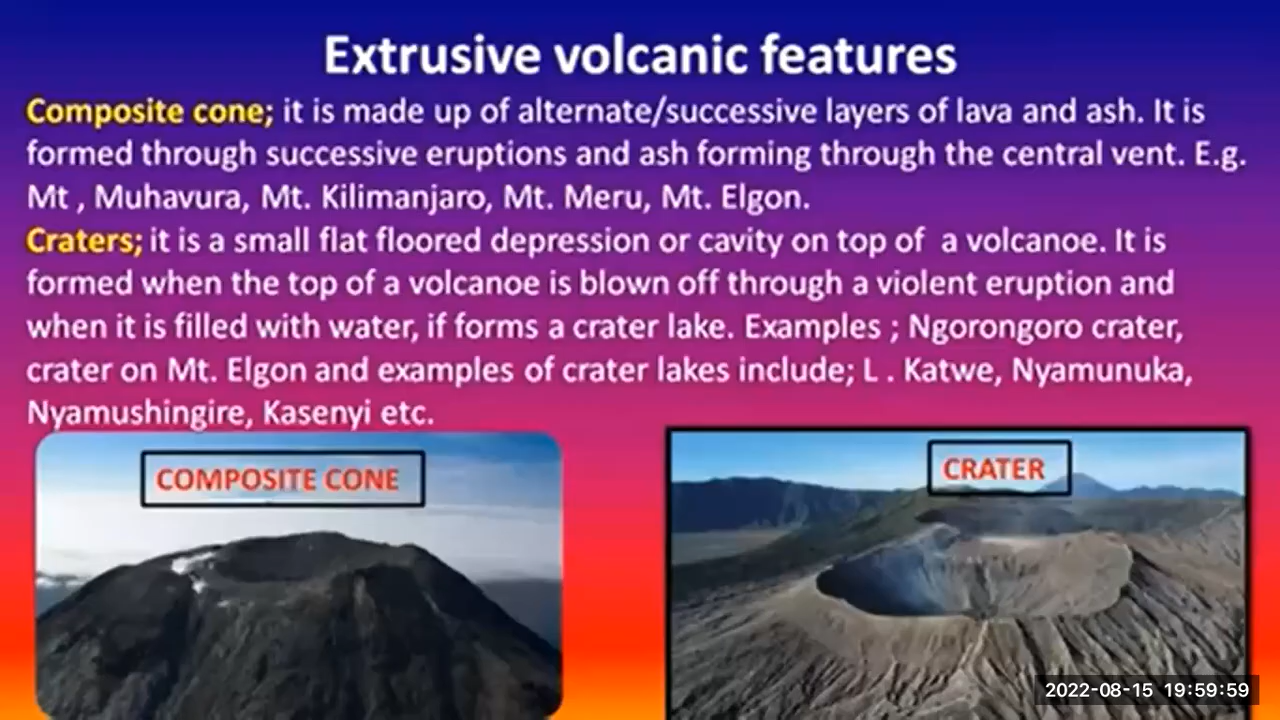 Extrusive volcanic features
Composite cone; it is made up of alternate/successive layers of lava and ash. It is
formed through successive eruptions and ash forming through the central vent. E.g.
Mt , Muhavura, Mt. Kilimanjaro, Mt. Meru, Mt. Elgon.
Craters; it is a small flat floored depression or cavity on top of  a volcanoe. It is
formed when the top of a volcanoe is blown off through a violent eruption and
when it is filled with water, if forms a crater lake. Examples ; Ngorongoro crater,
crater on Mt. Elgon and examples of crater lakes include; L . Katwe, Nyamunuka,
Nyamushingire, Kasenyi etc.
COMPOSITE CONE
CRATER
2022-08-15 19:59:59